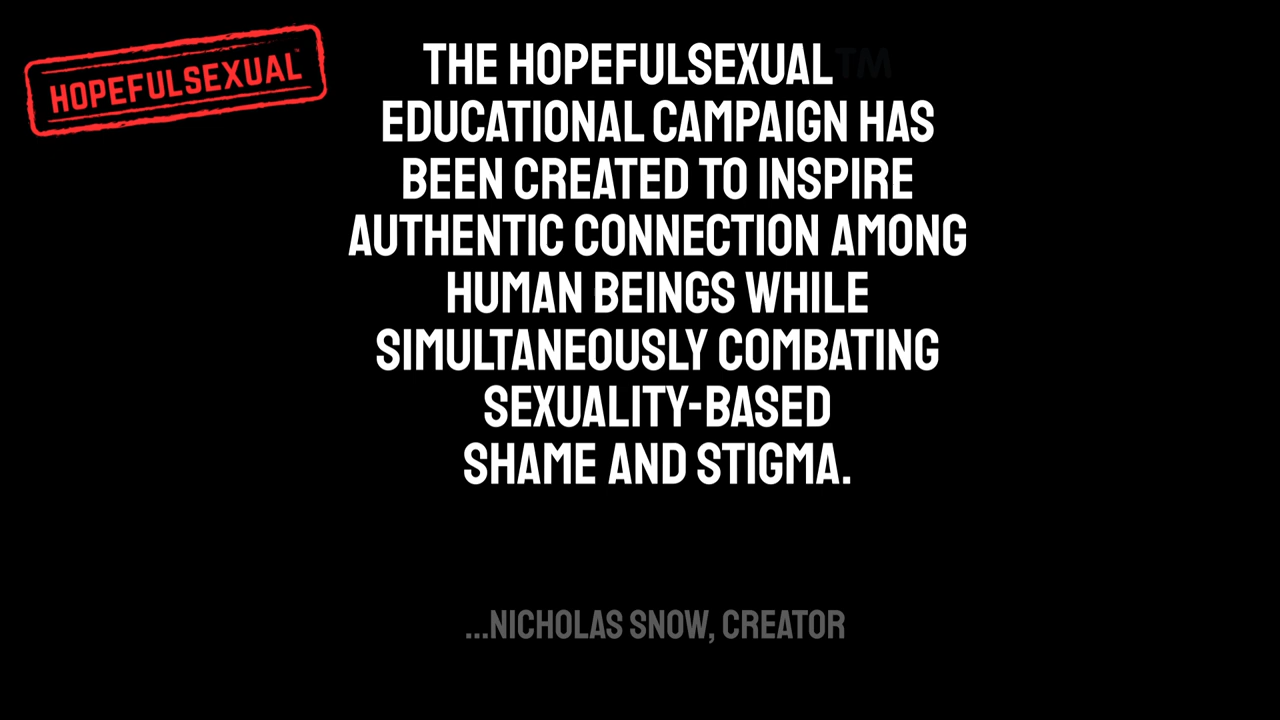 HOPEFULSEXUAL™
THE HOPEFULSEXUAL™
EDUCATIONAL CAMPAIGN HAS
BEEN CREATED TO INSPIRE
AUTHENTIC CONNECTION AMONG
HUMAN BEINGS WHILE
SIMULTANEOUSLY COMBATING
SEXUALITY-BASED
SHAME AND STIGMA.
...NICHOLAS SNOW, CREATOR